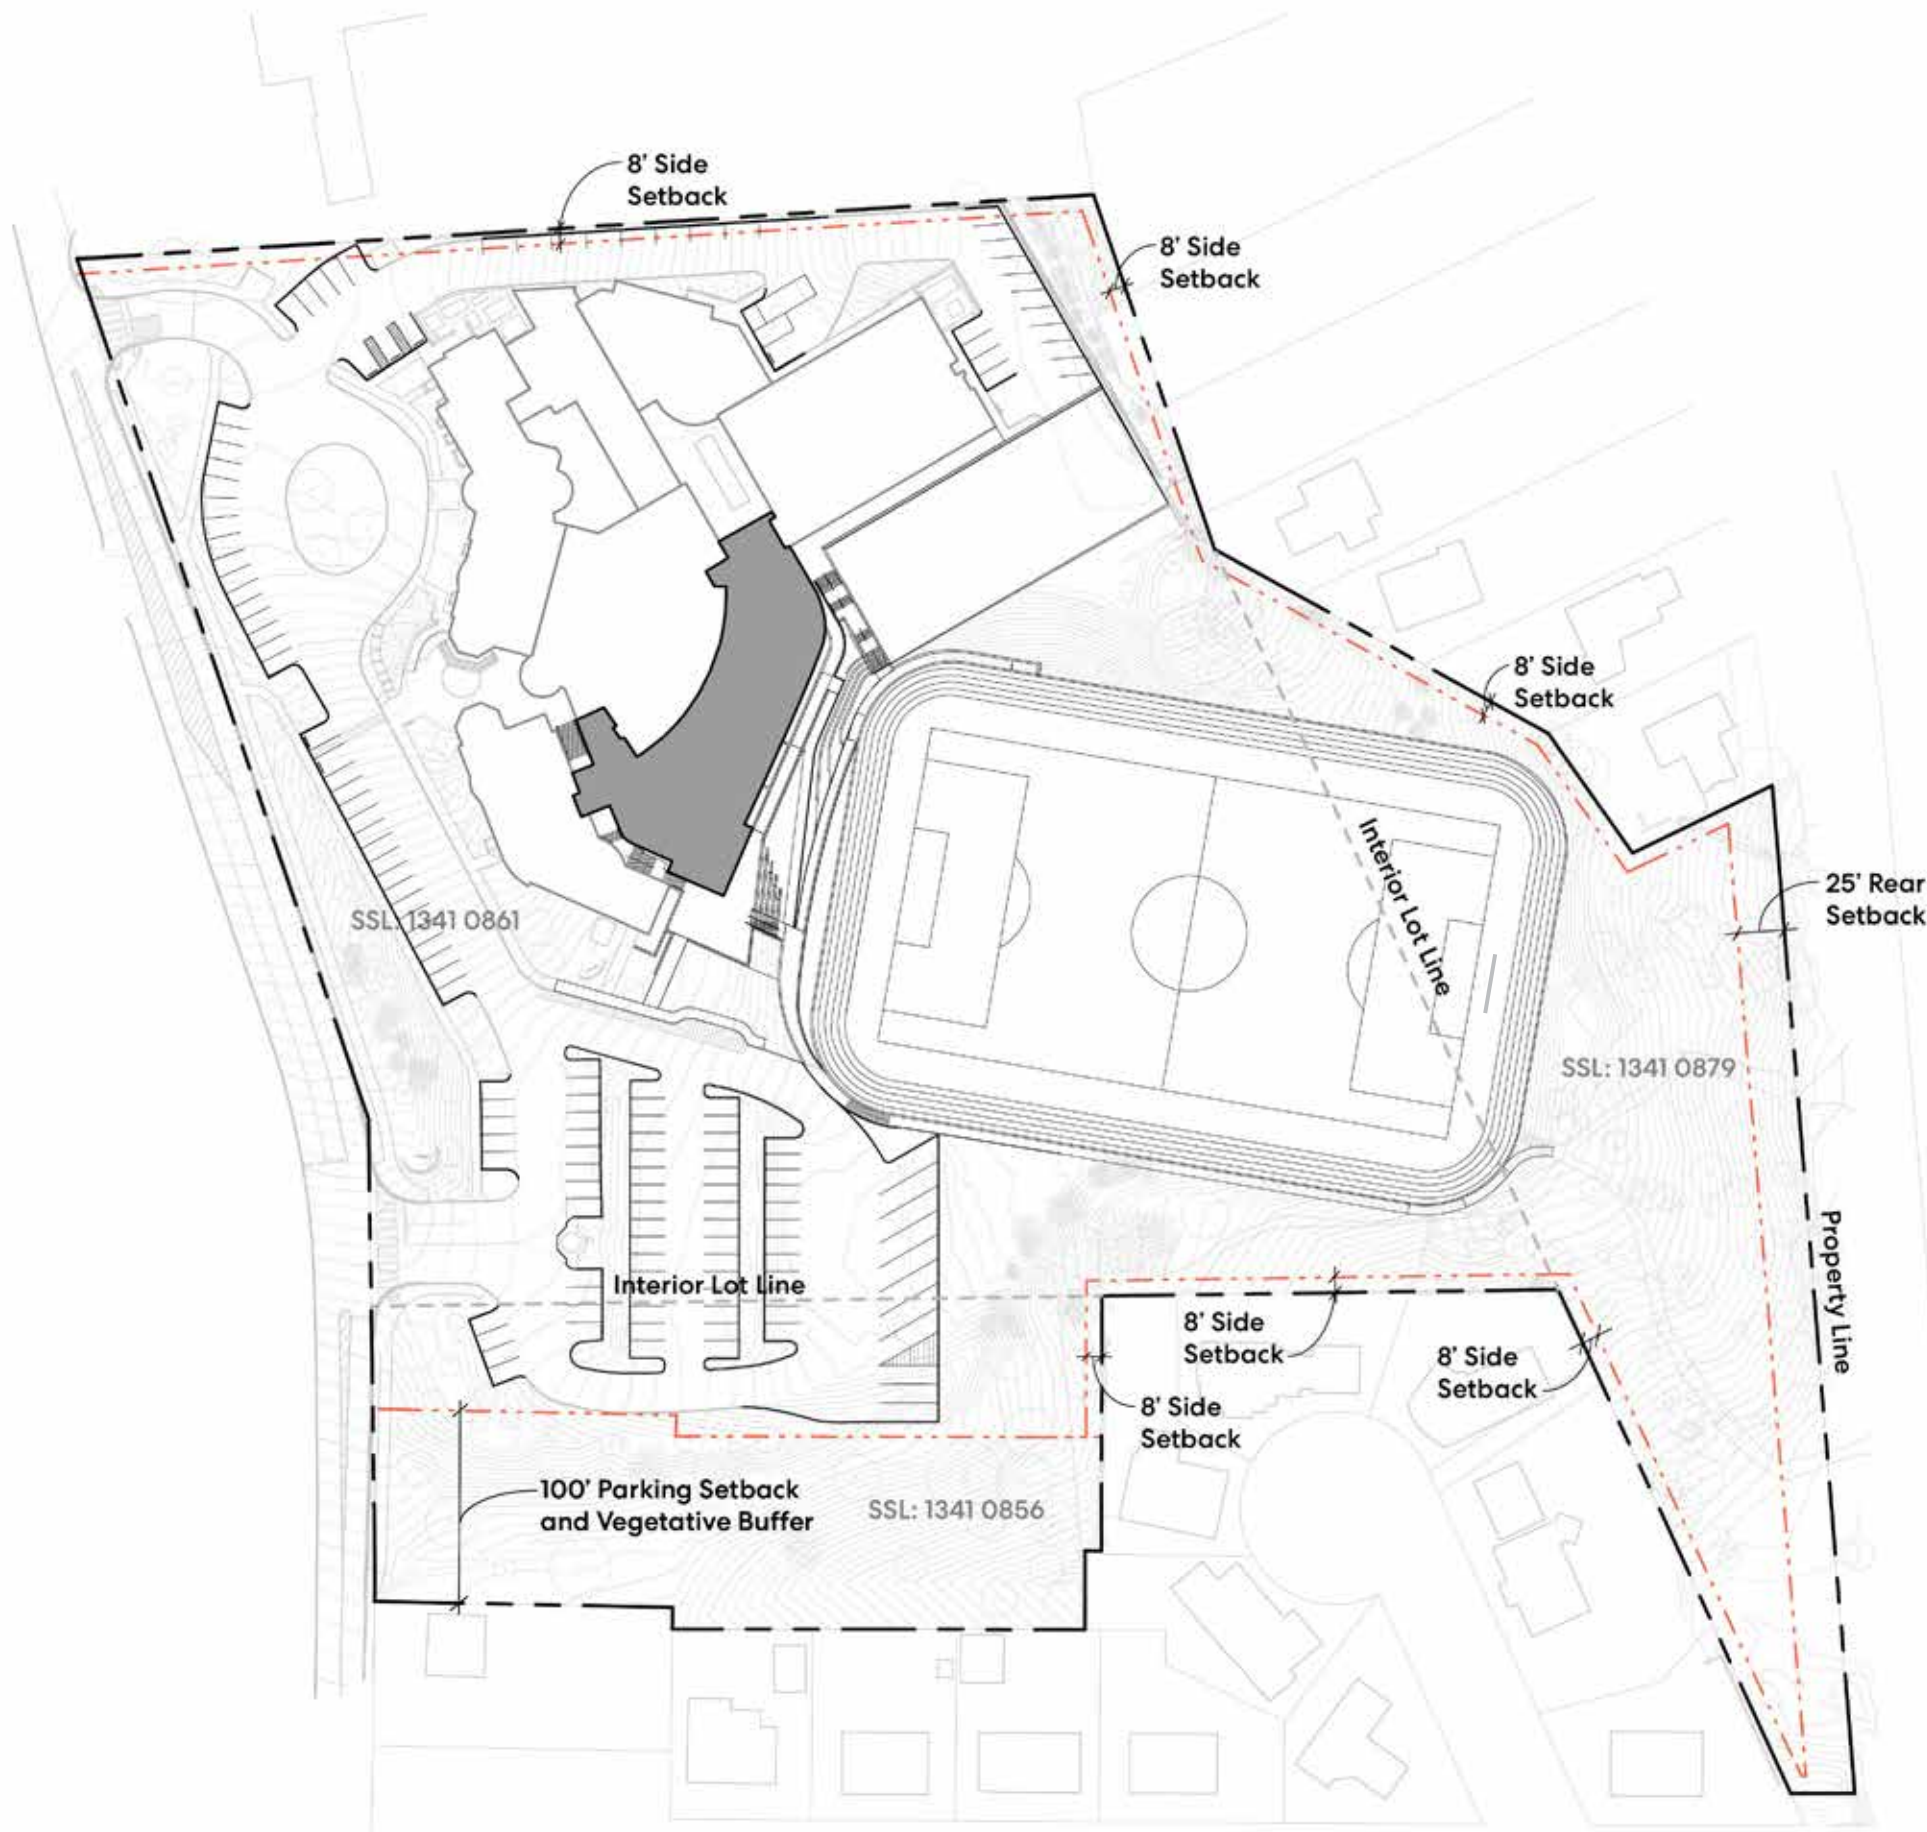 8' Side
Setback
8' Side
Setback
8' Side
Setback
25' Rear
Setback
Interior Lot Line
SSL: 1341 0861
SSL: 1341 0879
Property Line
Interior Lot Line
8' Side
Setback
8' Side
Setback
8' Side
Setback
100' Parking Setback
and Vegetative Buffer
SSL: 1341 0856